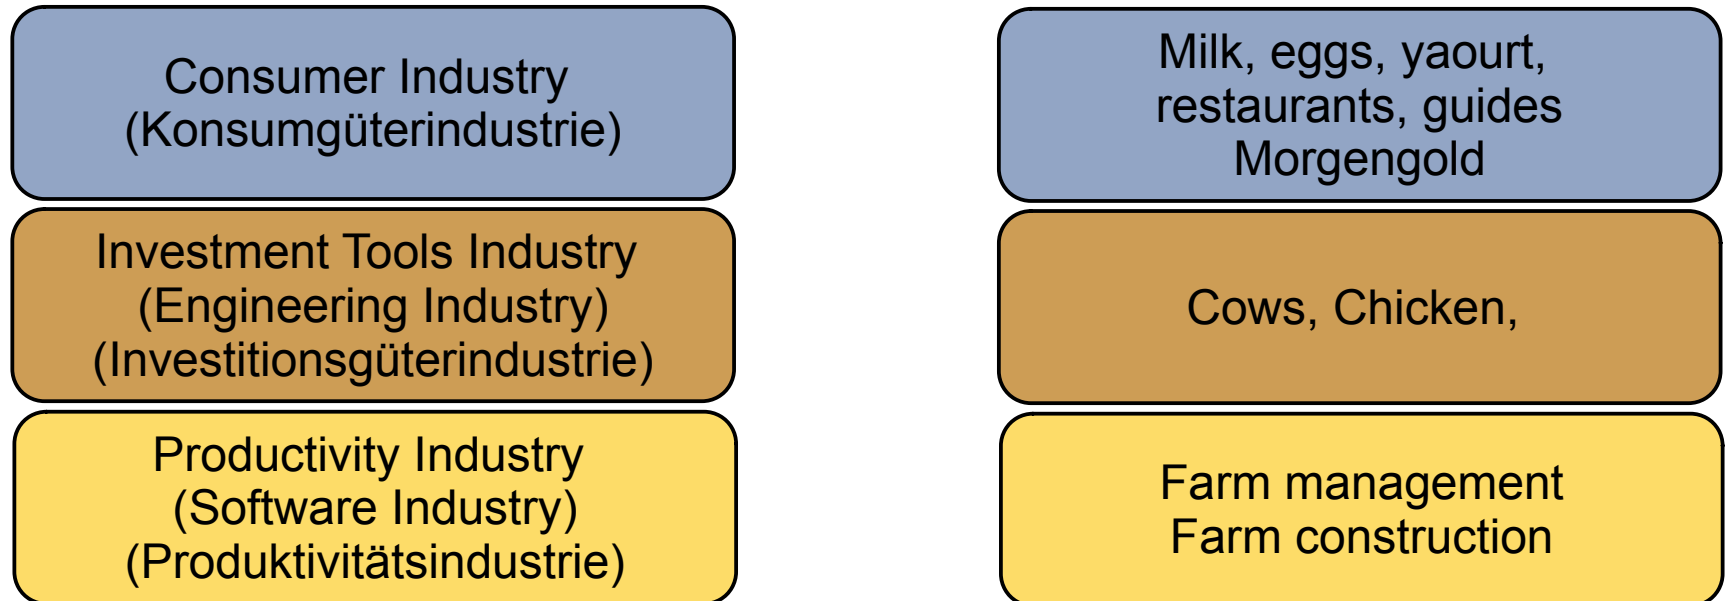 Consumer Industry
(Konsumgüterindustrie)
Milk, eggs, yaourt,
restaurants, guides
Morgengold
Investment Tools Industry
(Engineering Industry)
(Investitionsgüterindustrie)
Cows, Chicken,
Productivity Industry
(Software Industry)
(Produktivitätsindustrie)
Farm management
Farm construction